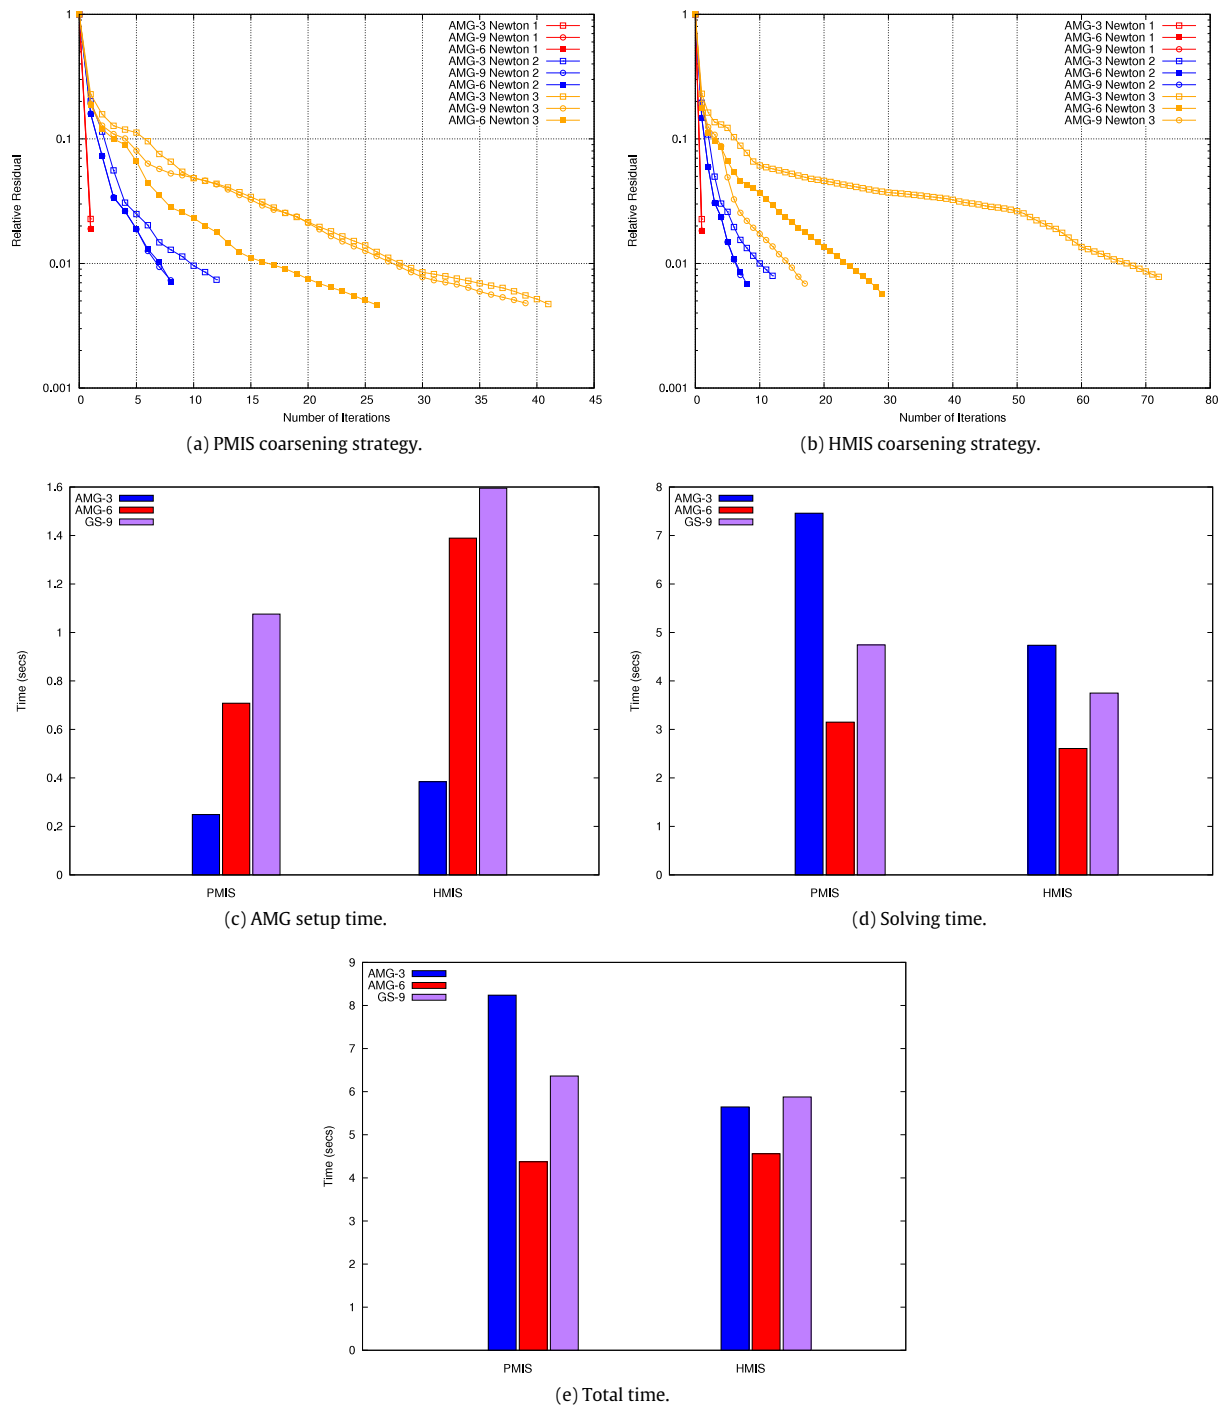 1
0.1
0.01
0.001
Relative Residual
0 5 10 15 20 25 30 35 40 45
Number of Iterations
AMG-3 Newton 1
AMG-9 Newton 1
AMG-6 Newton 1
AMG-3 Newton 2
AMG-9 Newton 2
AMG-6 Newton 2
AMG-3 Newton 3
AMG-9 Newton 3
AMG-6 Newton 3
(a) PMIS coarsening strategy.
1
0.1
0.01
0.001
Relative Residual
0 10 20 30 40 50 60 70 80
Number of Iterations
AMG-3 Newton 1
AMG-6 Newton 1
AMG-9 Newton 1
AMG-3 Newton 2
AMG-6 Newton 2
AMG-9 Newton 2
AMG-3 Newton 3
AMG-6 Newton 3
AMG-9 Newton 3
(b) HMIS coarsening strategy.
1.6
1.4
1.2
1
0.8
0.6
0.4
0.2
0
Time (secs)
AMG-3
AMG-6
GS-9
PMIS HMIS
(c) AMG setup time.
8
7
6
5
4
3
2
1
0
Time (secs)
AMG-3
AMG-6
GS-9
PMIS HMIS
(d) Solving time.
9
8
7
6
5
4
3
2
1
0
Time (secs)
AMG-3
AMG-6
GS-9
PMIS HMIS
(e) Total time.